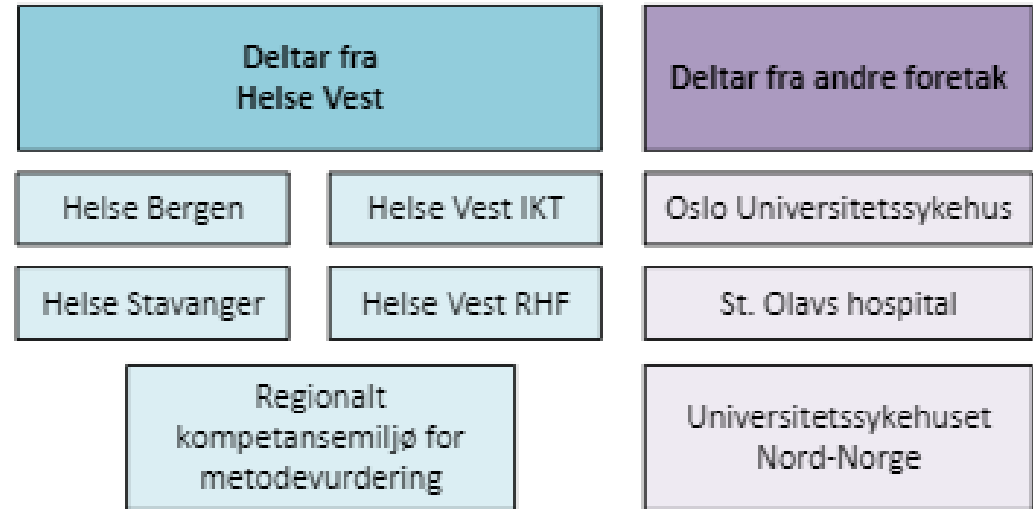 Deltar fra
Helse Vest
Deltar fra andre foretak
Helse Bergen
Helse Vest IKT
Oslo Universitetssykehus
Helse Stavanger
Helse Vest RHF
St. Olavs hospital
Regionalt
kompetansemiljø for
metodevurdering
Universitetssykehuset
Nord-Norge